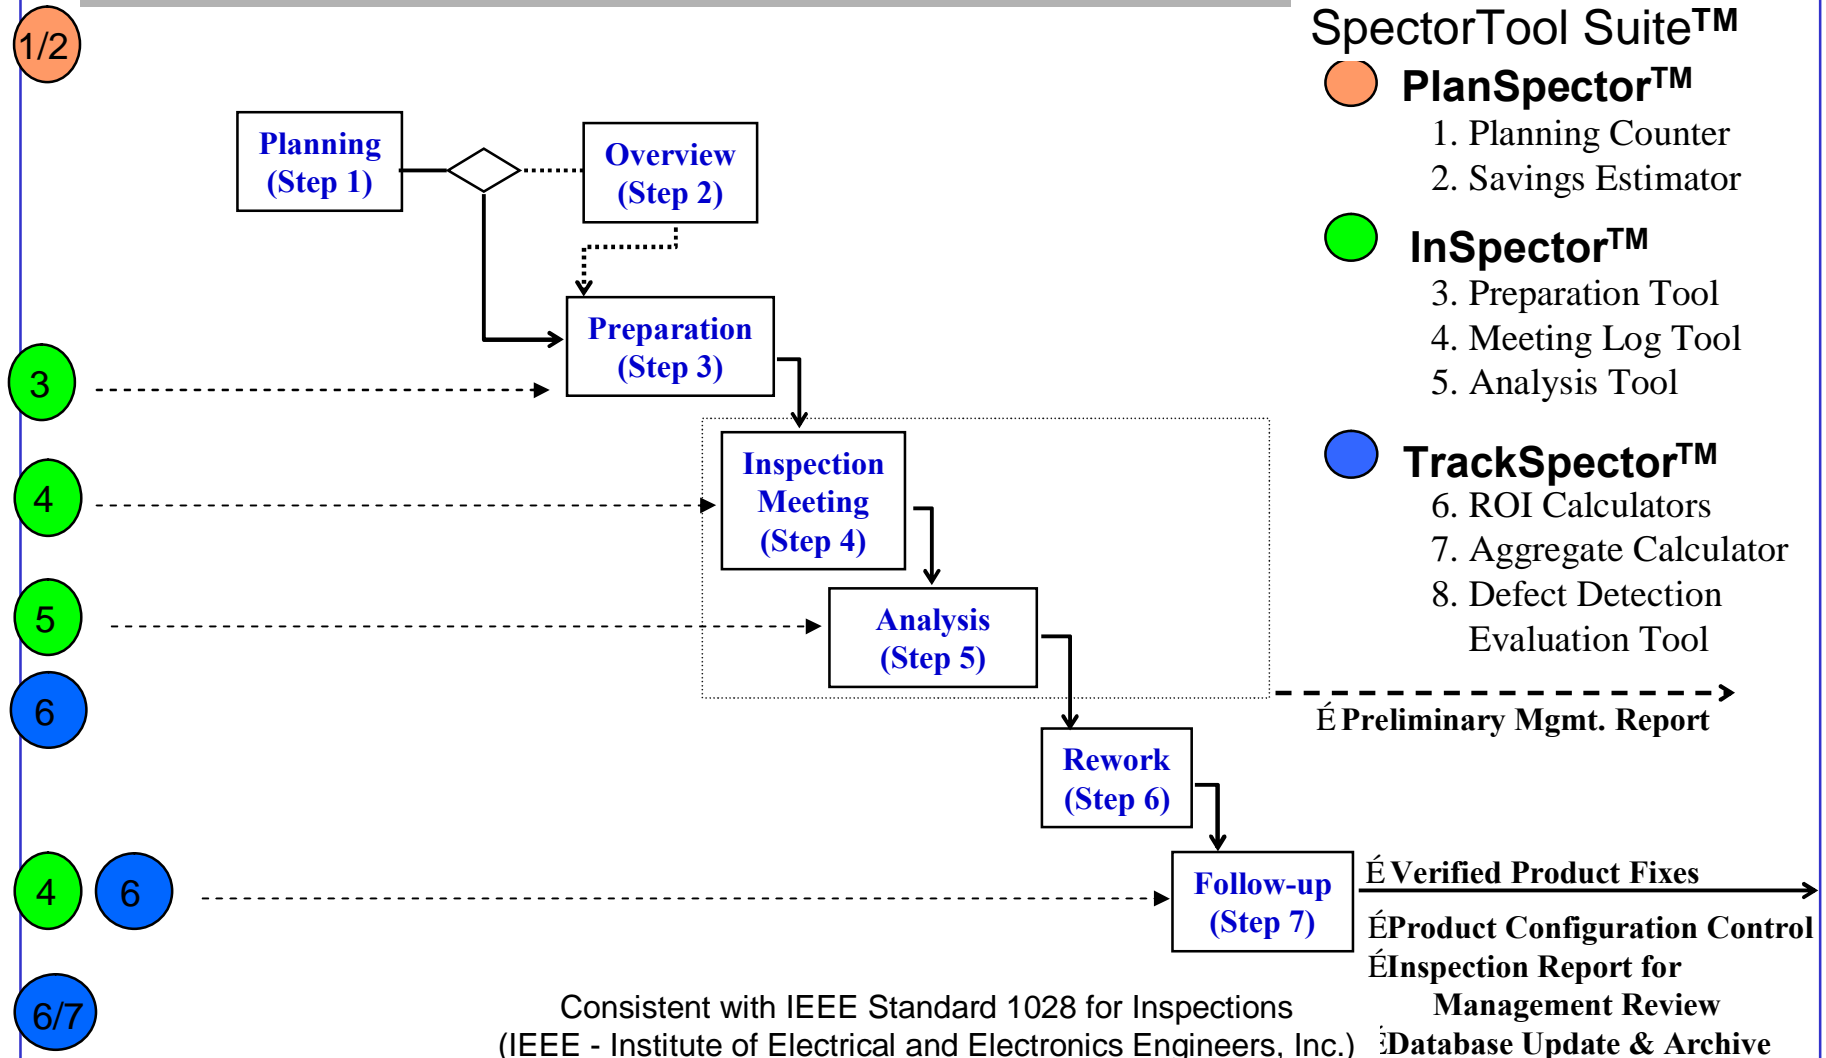 1/2
SpectorTool Suite™
PlanSpector™
1. Planning Counter
2. Savings Estimator
InSpector™
3. Preparation Tool
4. Meeting Log Tool
5. Analysis Tool
TrackSpector™
6. ROI Calculators
7. Aggregate Calculator
8. Defect Detection
Evaluation Tool
Planning
(Step 1)
Overview
(Step 2)
Preparation
(Step 3)
3
Inspection
Meeting
(Step 4)
4
Analysis
(Step 5)
5
6
É Preliminary Mgmt. Report
Rework
(Step 6)
4
6
Follow-up
(Step 7)
É Verified Product Fixes
ÉProduct Configuration Control
ÉInspection Report for
Management Review
ÉDatabase Update & Archive
6/7
Consistent with IEEE Standard 1028 for Inspections
(IEEE - Institute of Electrical and Electronics Engineers, Inc.)